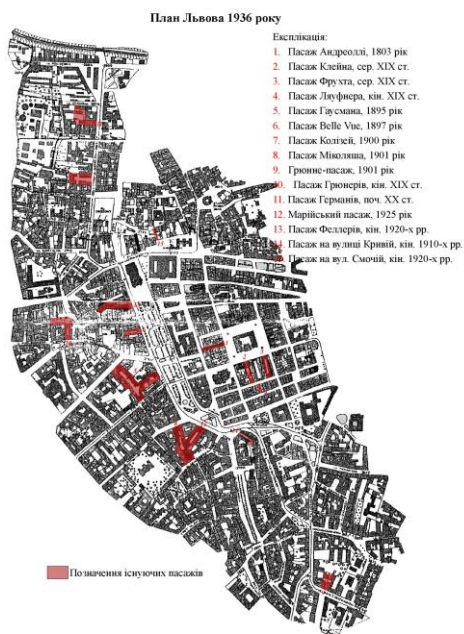 План Львова 1936 року
Експлікація:
1. Пасаж Андреоллі, 1803 рік
2. Пасаж Клейна, сер. XIX ст.
3. Пасаж Фрухта, сер. XIX ст.
4. Пасаж Ляуфнера, кін. XIX ст.
5. Пасаж Гаусмана, 1895 рік
6. Пасаж Belle Vue, 1897 рік
7. Пасаж Колізей, 1900 рік
8. Пасаж Міколяша, 1901 рік
9. Грюнне-пасаж, 1901 рік
10. Пасаж Грюнерів, кін. XIX ст.
11. Пасаж Германів, поч. XX ст.
12. Марійський пасаж, 1925 рік
13. Пасаж Феллерів, кін. 1920-х рр.
14. Пасаж на вулиці Кривій, кін. 1910-х рр.
Пасаж на вул. Смочій, кін. 1920-х рр.
Позначення існуючих пасажів